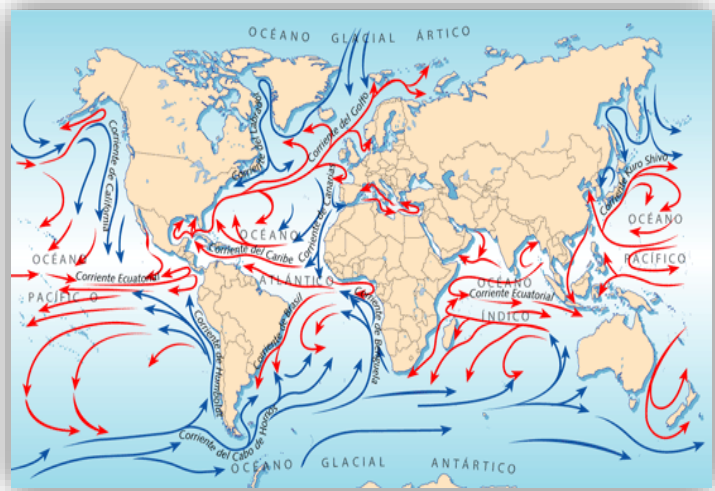 OCÉANO GLACIAL ÁRTICO
Corriente del Labrador
Corriente del Golfo
Corriente de California
Corriente de Canarias
Corriente Kuro Shivo
OCÉANO
PACÍFICO
Corriente Ecuatorial
OCÉANO
ATLÁNTICO
Corriente del Caribe
OCÉANO
ÍNDICO
Corriente Ecuatorial
OCÉANO
PACÍFICO
Corriente de Humboldt
Corriente de Brasil
Corriente de Benguela
Corriente del Cabo de Hornos
OCÉANO GLACIAL ANTÁRTICO